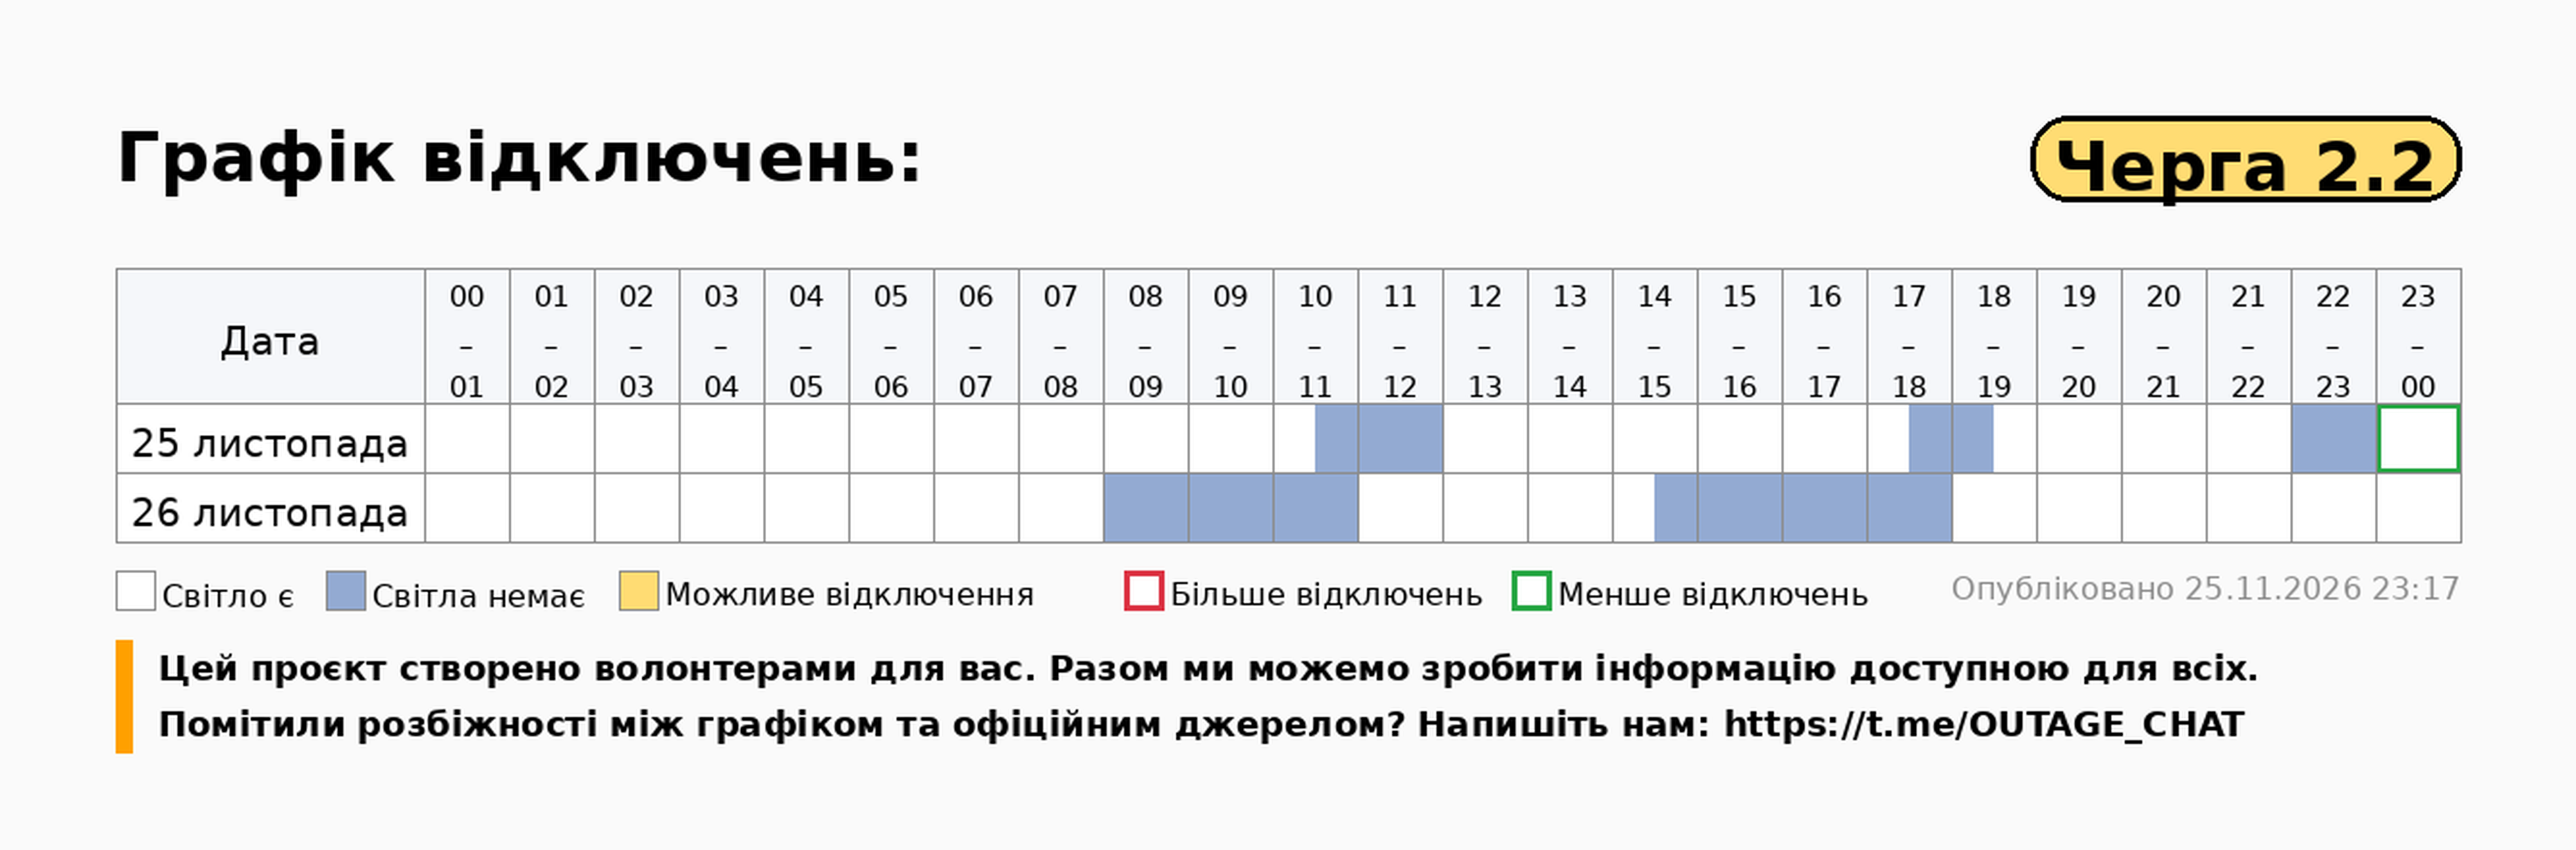 Графік відключень:
Черга 2.2
Дата
00 – 01
01 – 02
02 – 03
03 – 04
04 – 05
05 – 06
06 – 07
07 – 08
08 – 09
09 – 10
10 – 11
11 – 12
12 – 13
13 – 14
14 – 15
15 – 16
16 – 17
17 – 18
18 – 19
19 – 20
20 – 21
21 – 22
22 – 23
23 – 00
25 листопада
26 листопада
Світло є
Світла немає
Можливе відключення
Більше відключень
Менше відключень
Опубліковано 25.11.2026 23:17
Цей проєкт створено волонтерами для вас. Разом ми можемо зробити інформацію доступною для всіх.
Помітили розбіжності між графіком та офіційним джерелом? Напишіть нам: https://t.me/OUTAGE_CHAT